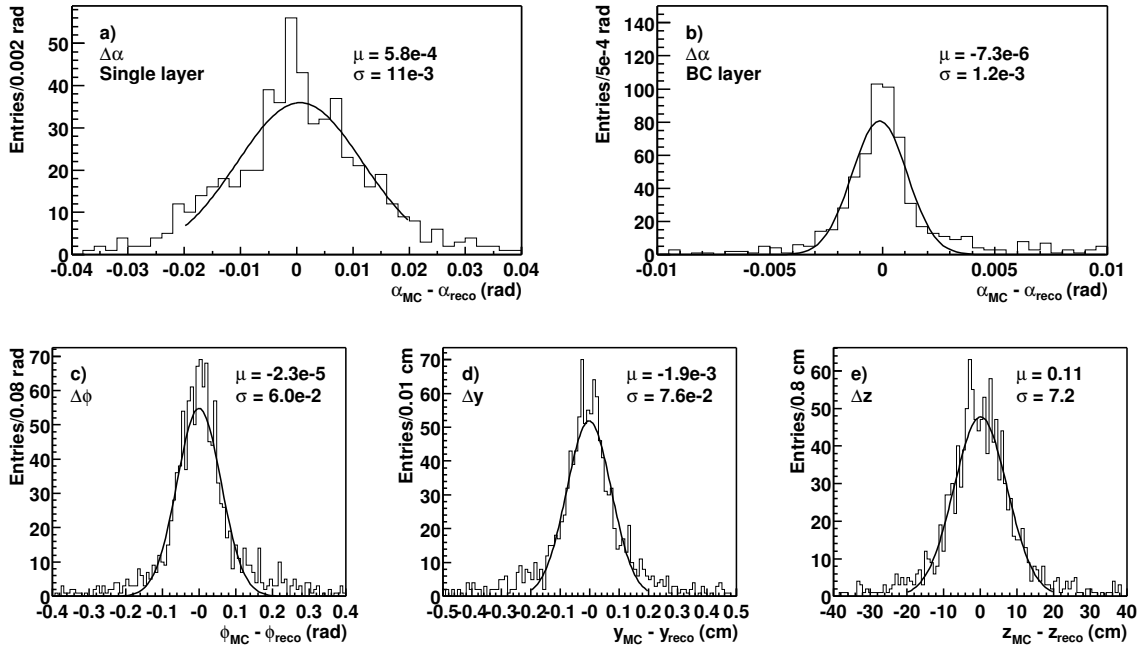 Entries/0.002 rad
50
40
30
20
10
0
a)
Δα
Single layer
μ = 5.8e-4
σ = 11e-3
-0.04 -0.03 -0.02 -0.01 0 0.01 0.02 0.03 0.04
α_MC - α_reco (rad)
Entries/5e-4 rad
140
120
100
80
60
40
20
0
b)
Δα
BC layer
μ = -7.3e-6
σ = 1.2e-3
-0.01 -0.005 0 0.005 0.01
α_MC - α_reco (rad)
Entries/0.08 rad
70
60
50
40
30
20
10
0
c)
Δϕ
μ = -2.3e-5
σ = 6.0e-2
-0.4 -0.3 -0.2 -0.1 -0 0.1 0.2 0.3 0.4
ϕ_MC - ϕ_reco (rad)
Entries/0.01 cm
70
60
50
40
30
20
10
0
d)
Δy
μ = -1.9e-3
σ = 7.6e-2
-0.5 -0.4 -0.3 -0.2 -0.1 -0 0.1 0.2 0.3 0.4 0.5
y_MC - y_reco (cm)
Entries/0.8 cm
60
50
40
30
20
10
0
e)
Δz
μ = 0.11
σ = 7.2
-40 -30 -20 -10 0 10 20 30 40
z_MC - z_reco (cm)